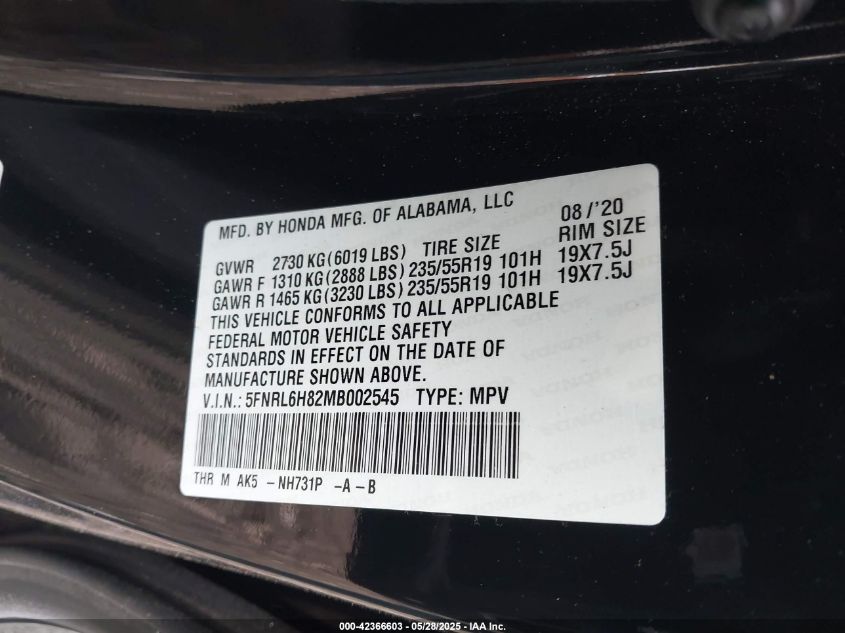 MFD. BY HONDA MFG. OF ALABAMA, LLC 08/'20
GVWR 2730 KG(6019 LBS) TIRE SIZE RIM SIZE
GAWR F 1310 KG(2888 LBS) 235/55R19 101H 19X7.5J
GAWR R 1465 KG(3230 LBS) 235/55R19 101H 19X7.5J
THIS VEHICLE CONFORMS TO ALL APPLICABLE
FEDERAL MOTOR VEHICLE SAFETY
STANDARDS IN EFFECT ON THE DATE OF
MANUFACTURE SHOWN ABOVE.
V.I.N.: 5FNRL6H82MB002545 TYPE: MPV
THR M AK5 - NH731P -A-B
000-42366603 - 05/28/2025 - IAA Inc.